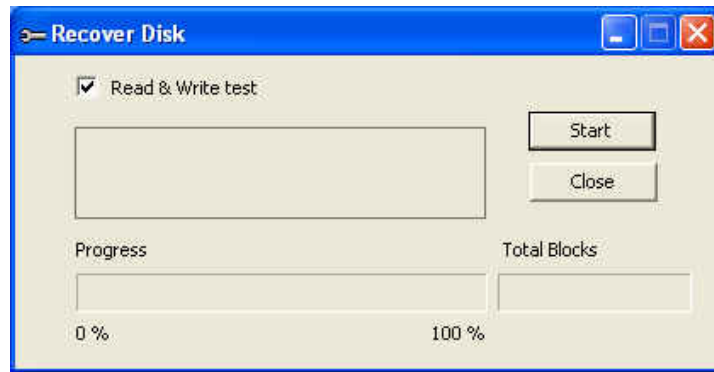 Recover Disk
Read & Write test
Start
Close
Progress
Total Blocks
0 %
100 %